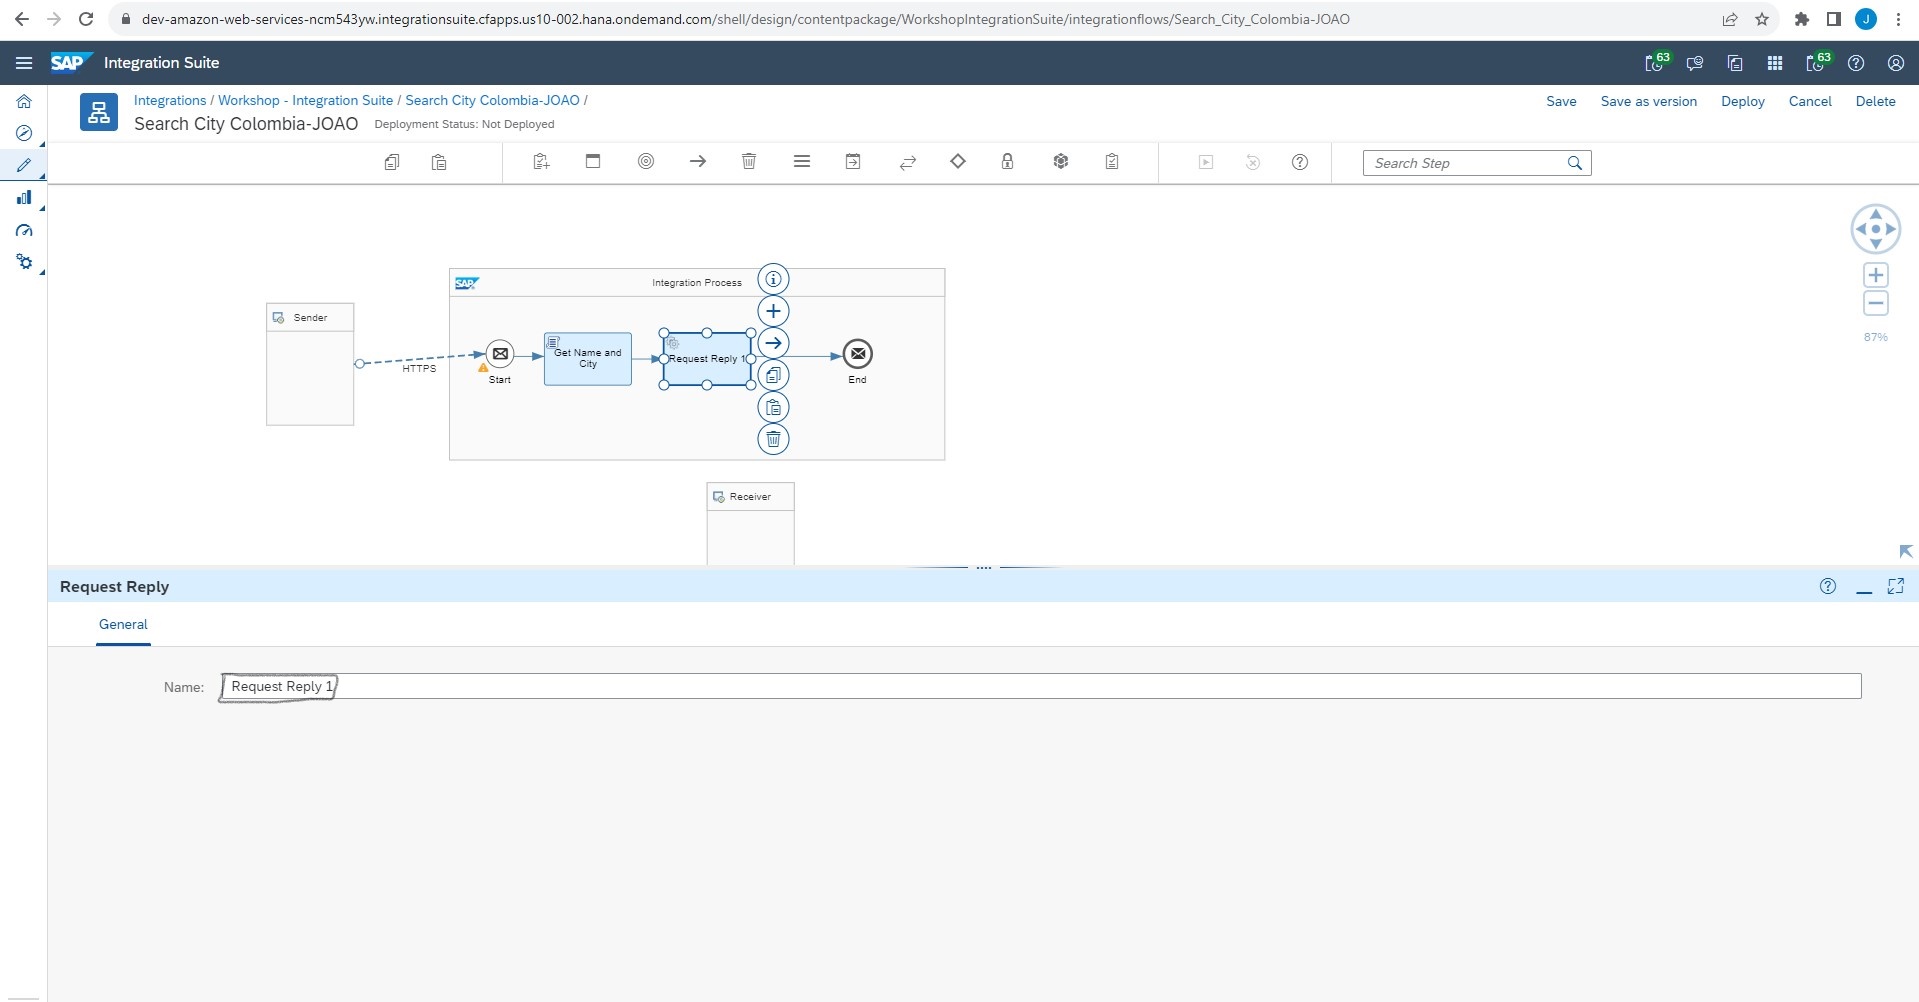 dev-amazon-web-services-ncm543yw.integrationsuite.cfapps.us10-002.hana.ondemand.com/shell/design/contentpackage/WorkshopIntegrationSuite/integrationflows/Search_City_Colombia-JOAO
J
SAP Integration Suite
63
63
Integrations / Workshop - Integration Suite / Search City Colombia-JOAO /
Search City Colombia-JOAO Deployment Status: Not Deployed
Save Save as version Deploy Cancel Delete
Search Step
SAP Integration Process
Sender
HTTPS
Start
Get Name and
City
Request Reply 1
End
87%
Receiver
Request Reply
General
Name: Request Reply 1